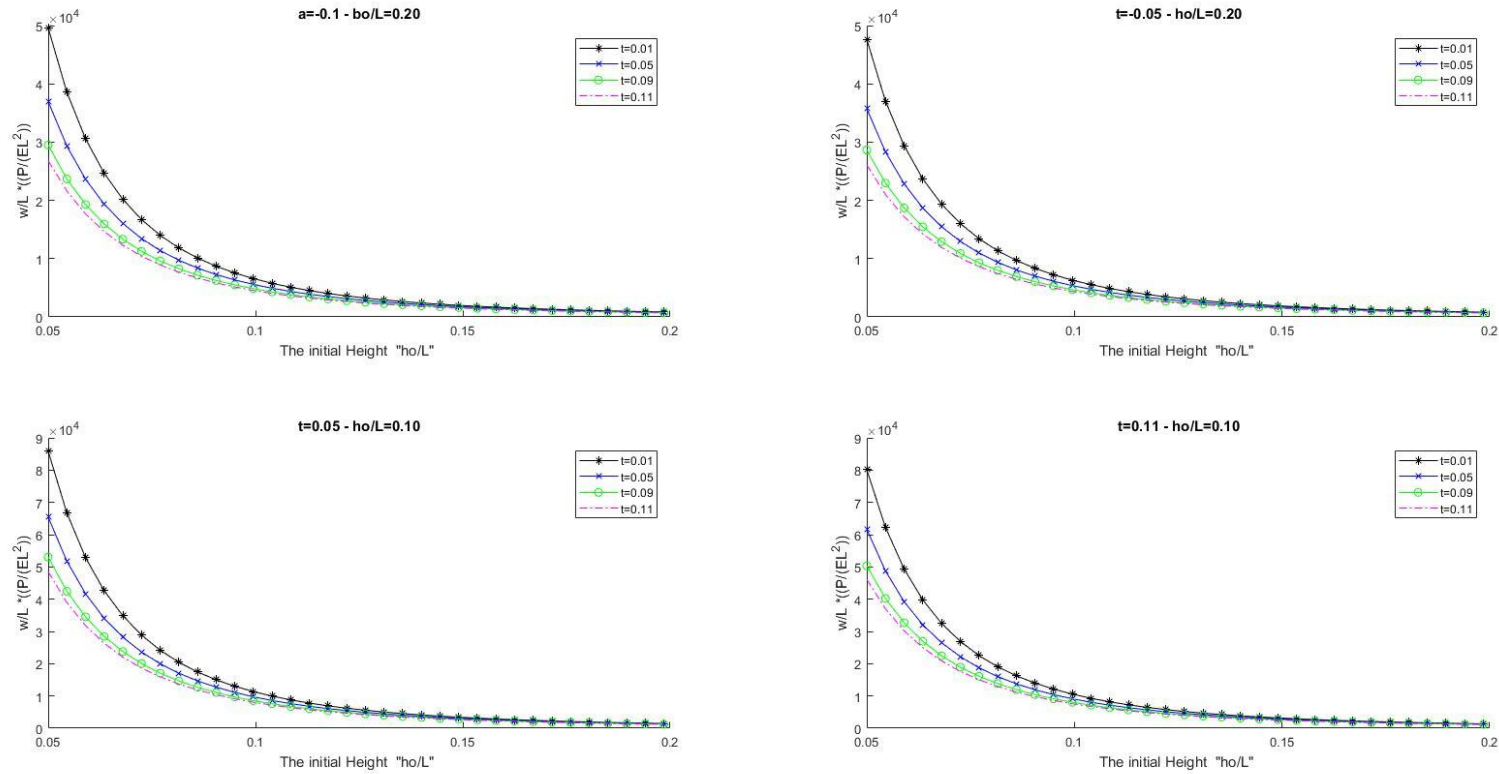 a=-0.1 - bo/L=0.20
×10^4
5
4
3
2
1
0
w/L *((P/(EL^2))
0.05 0.1 0.15 0.2
The initial Height "ho/L"
t=0.01
t=0.05
t=0.09
t=0.11
t=-0.05 - ho/L=0.20
×10^4
5
4
3
2
1
0
w/L *((P/(EL^2))
0.05 0.1 0.15 0.2
The initial Height "ho/L"
t=0.01
t=0.05
t=0.09
t=0.11
t=0.05 - ho/L=0.10
×10^4
9
8
7
6
5
4
3
2
1
0
w/L *((P/(EL^2))
0.05 0.1 0.15 0.2
The initial Height "ho/L"
t=0.01
t=0.05
t=0.09
t=0.11
t=0.11 - ho/L=0.10
×10^4
9
8
7
6
5
4
3
2
1
0
w/L *((P/(EL^2))
0.05 0.1 0.15 0.2
The initial Height "ho/L"
t=0.01
t=0.05
t=0.09
t=0.11